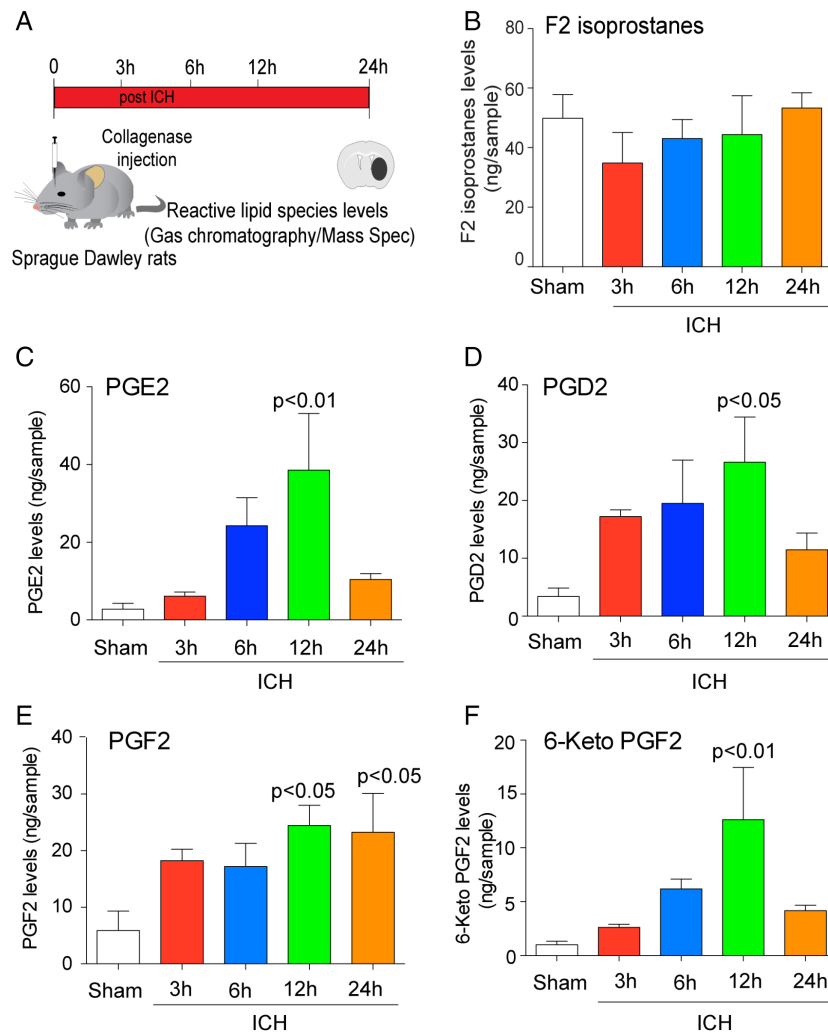 A
0 3h 6h 12h 24h
post ICH
Collagenase
injection
Reactive lipid species levels
(Gas chromatography/Mass Spec)
Sprague Dawley rats
B
F2 isoprostanes
F2 isoprostanes levels
(ng/sample)
80
60
40
20
0
Sham 3h 6h 12h 24h
ICH
C
PGE2
PGE2 levels (ng/sample)
60
40
20
0
p<0.01
Sham 3h 6h 12h 24h
ICH
D
PGD2
PGD2 levels (ng/sample)
40
30
20
10
0
p<0.05
Sham 3h 6h 12h 24h
ICH
E
PGF2
PGF2 levels (ng/sample)
40
30
20
10
0
p<0.05
p<0.05
Sham 3h 6h 12h 24h
ICH
F
6-Keto PGF2
6-Keto PGF2 levels
(ng/sample)
20
15
10
5
0
p<0.01
Sham 3h 6h 12h 24h
ICH